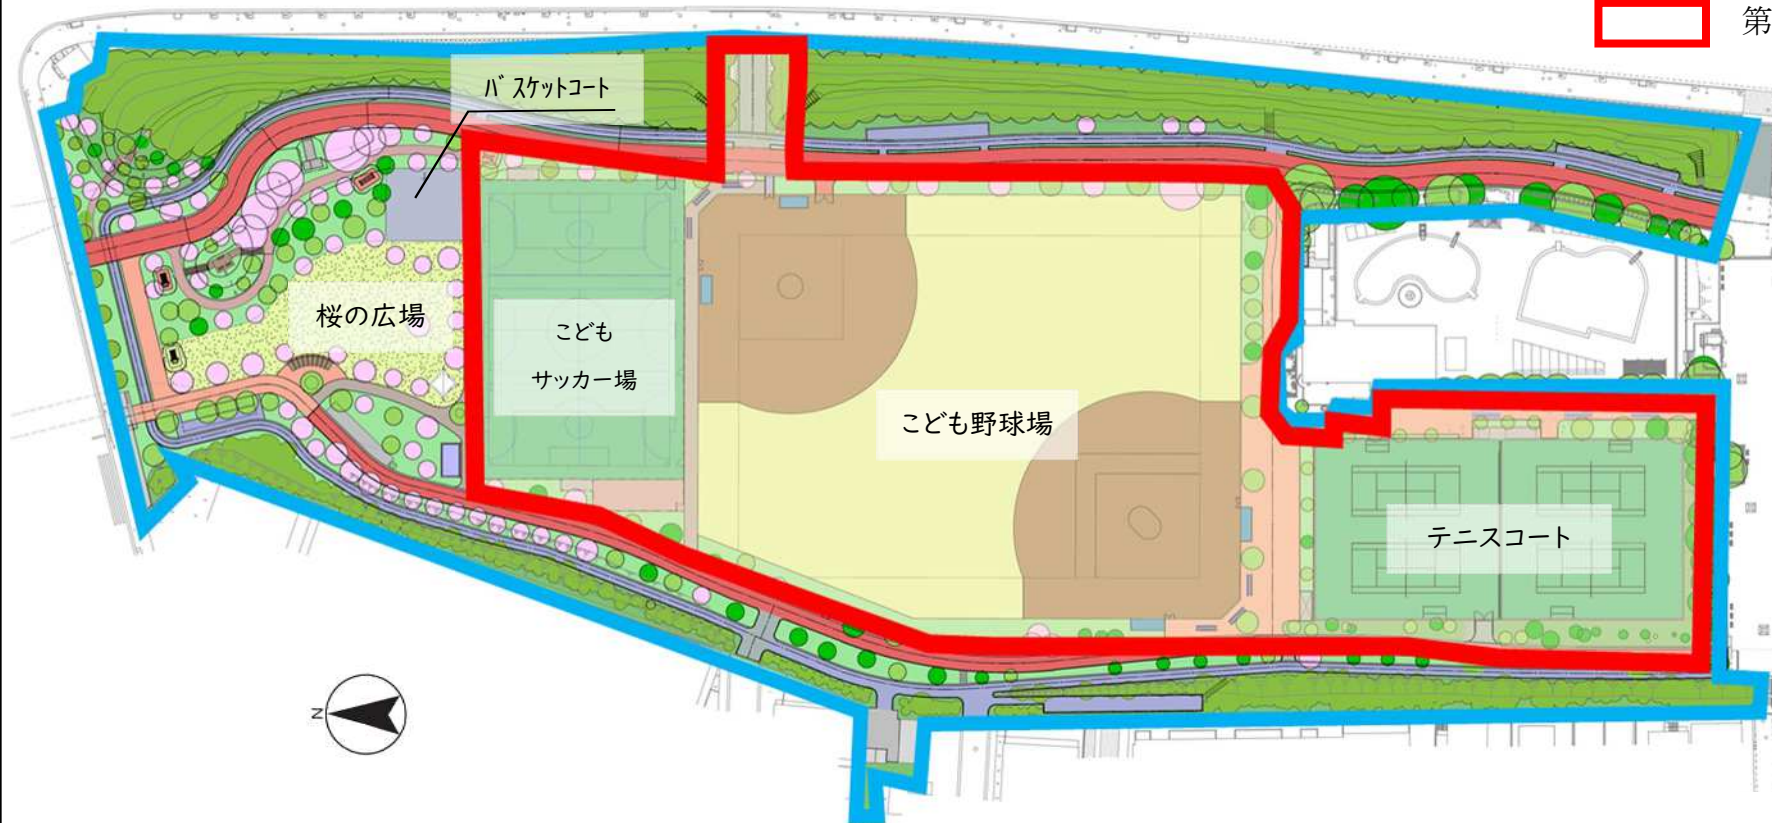 第
バスケットコート
桜の広場
こども
サッカー場
こども野球場
テニスコート
N